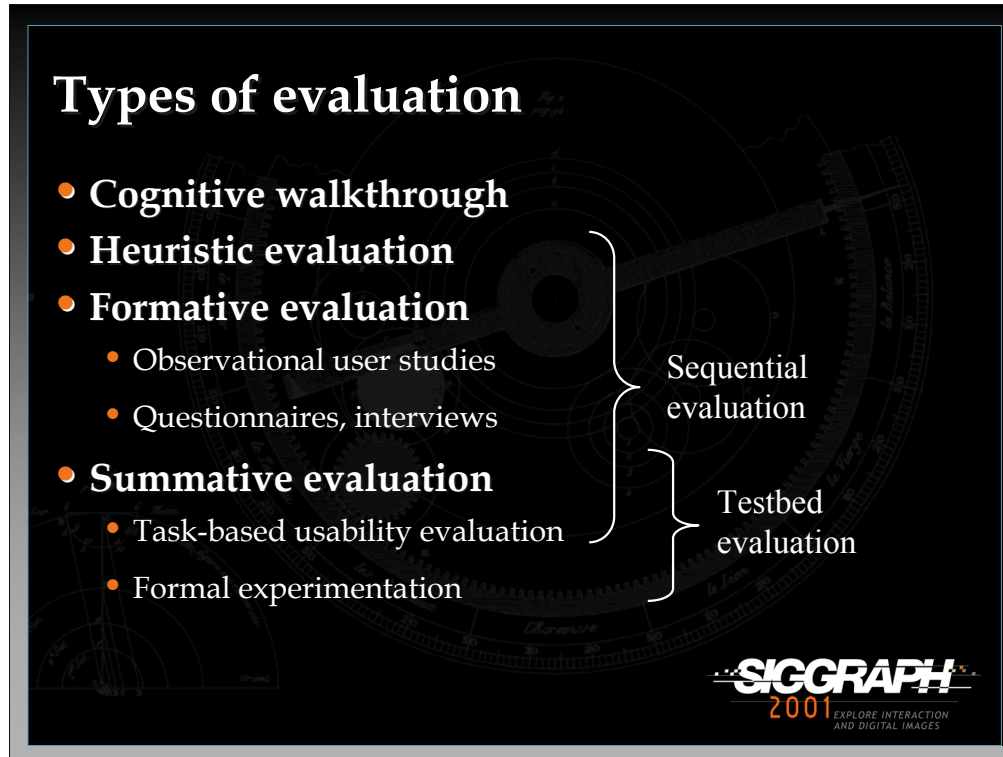 Types of evaluation
• Cognitive walkthrough
• Heuristic evaluation
• Formative evaluation
• Observational user studies
• Questionnaires, interviews
• Summative evaluation
• Task-based usability evaluation
• Formal experimentation
Sequential
evaluation
Testbed
evaluation
SIGGRAPH
2001 EXPLORE INTERACTION
AND DIGITAL IMAGES